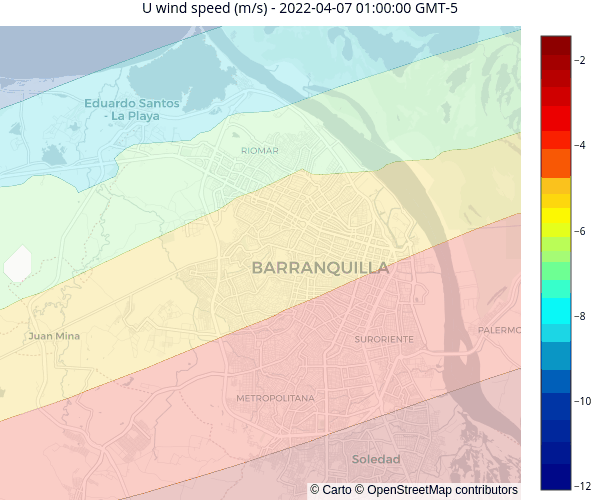 U wind speed (m/s) - 2022-04-07 01:00:00 GMT-5
Eduardo Santos
- La Playa
RIOMAR
BARRANQUILLA
Juan Mina
SURORIENTE
PALERMO
METROPOLITANA
Soledad
© Carto © OpenStreetMap contributors
−2
−4
−6
−8
−10
−12